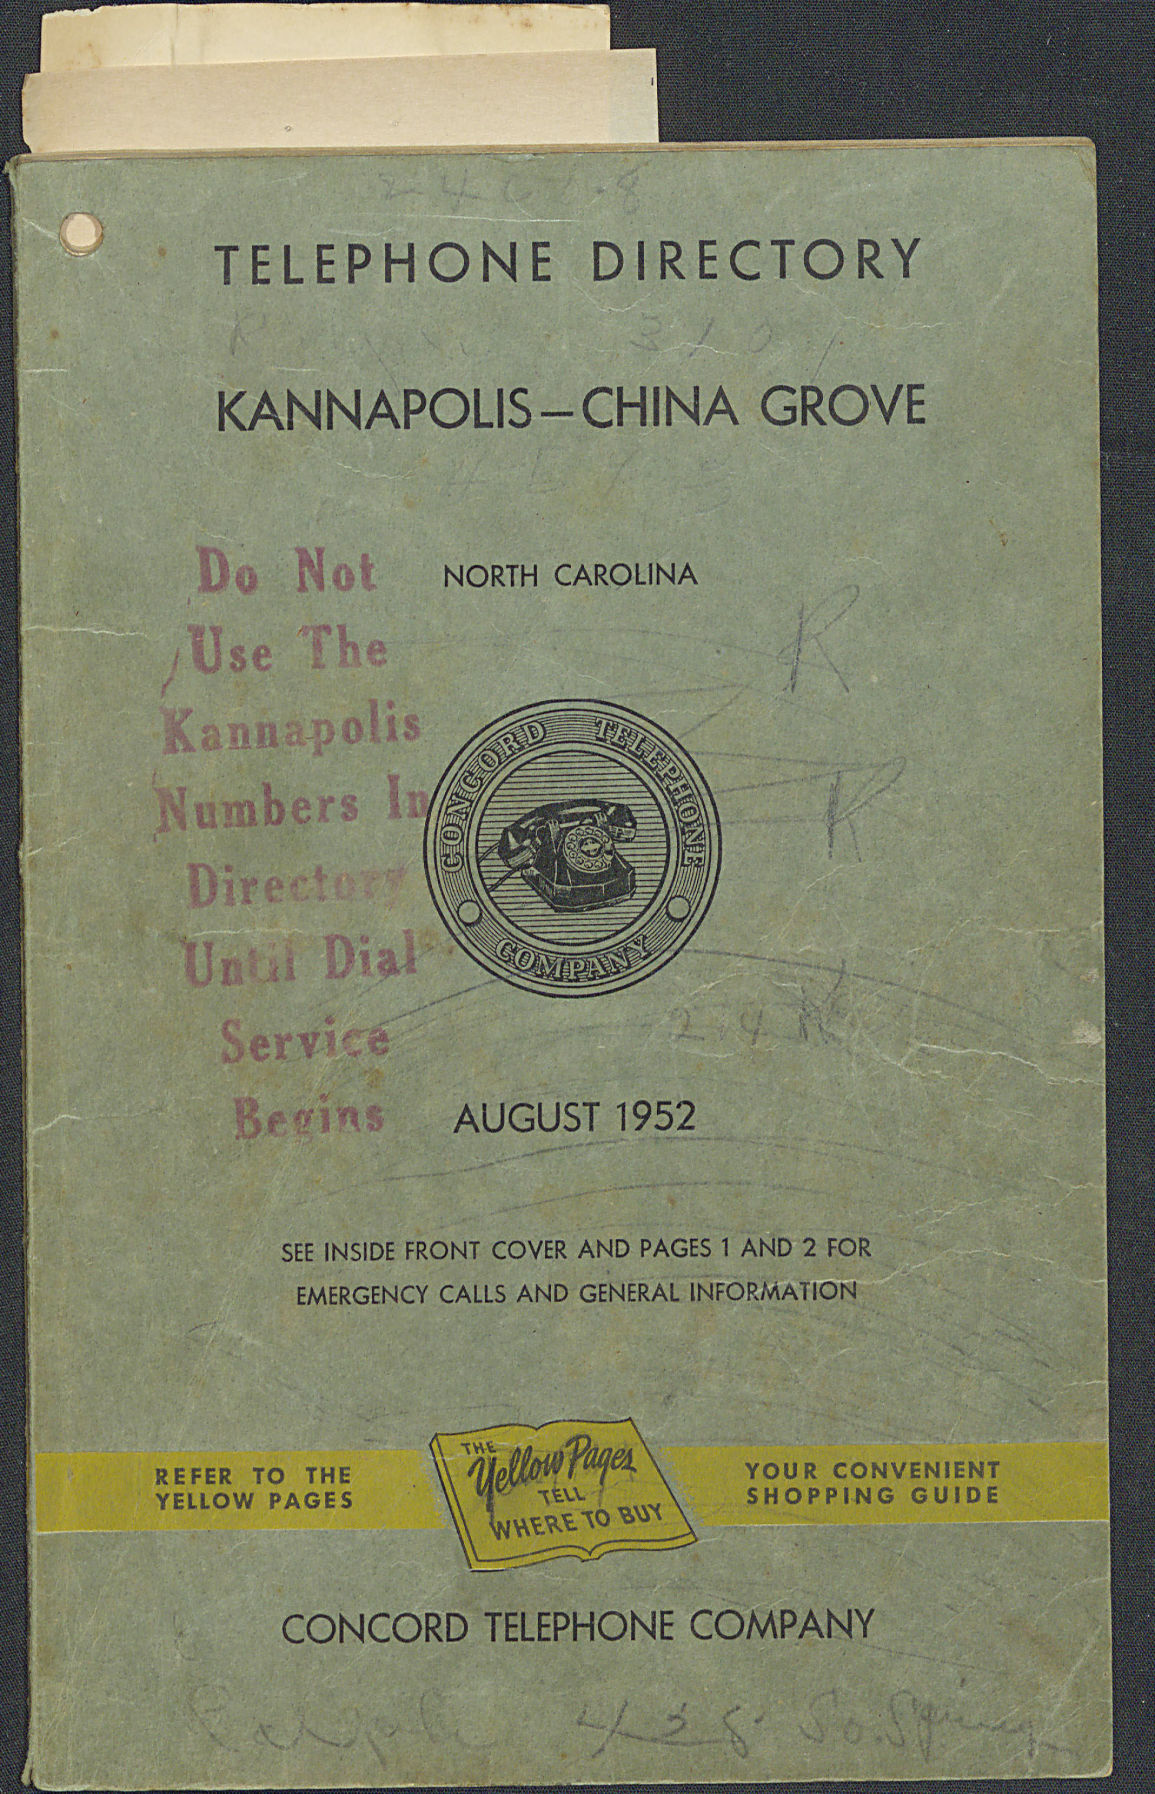 TELEPHONE DIRECTORY
KANNAPOLIS—CHINA GROVE
NORTH CAROLINA
Do Not
Use The
Kannapolis
Numbers In
Directory
Until Dial
Service
Begins
CONCORD TELEPHONE
COMPANY
R
R
AUGUST 1952
SEE INSIDE FRONT COVER AND PAGES 1 AND 2 FOR
EMERGENCY CALLS AND GENERAL INFORMATION
REFER TO THE
YELLOW PAGES
THE
Yellow Pages
TELL
WHERE TO BUY
YOUR CONVENIENT
SHOPPING GUIDE
CONCORD TELEPHONE COMPANY
Ralph So. Spring